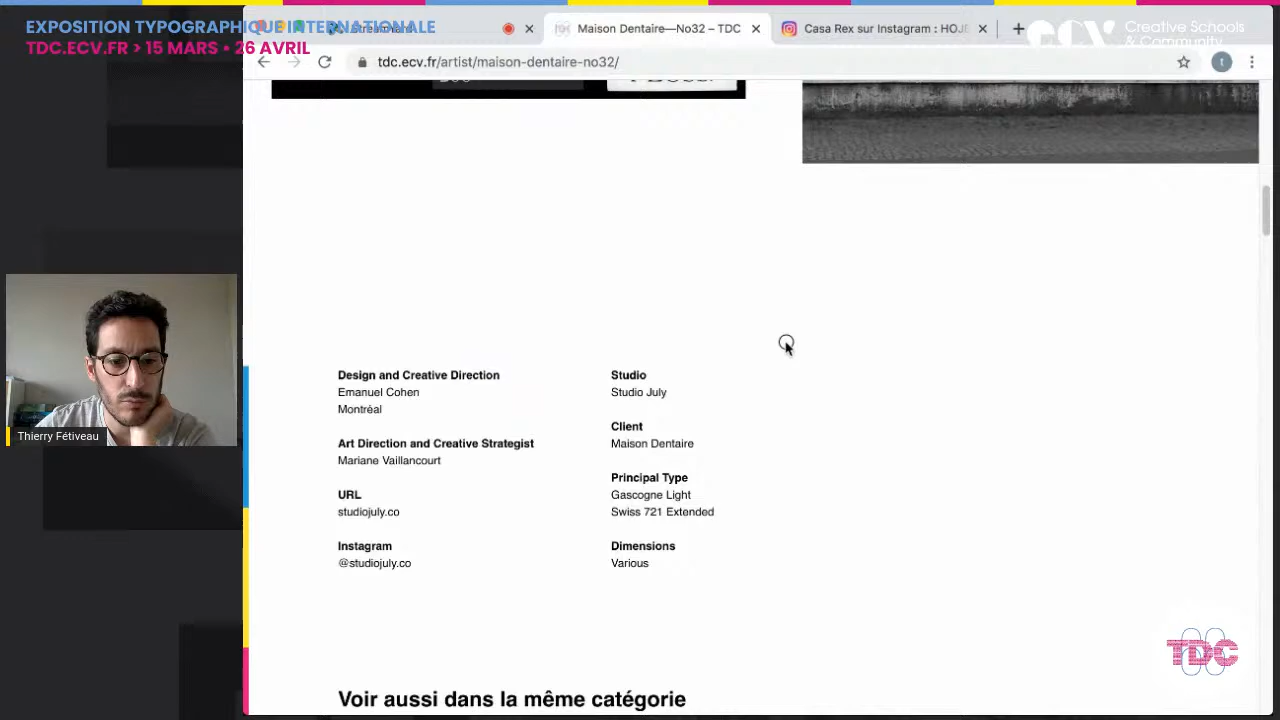 EXPOSITION TYPOGRAPHIQUE INTERNATIONALE
TDC.ECV.FR > 15 MARS • 26 AVRIL
Maison Dentaire—No32 – TDC
Casa Rex sur Instagram : HOJE
ecv
Creative Schools
& Community
tdc.ecv.fr/artist/maison-dentaire-no32/
t
Design and Creative Direction
Emanuel Cohen
Montréal
Art Direction and Creative Strategist
Mariane Vaillancourt
URL
studiojuly.co
Instagram
@studiojuly.co
Studio
Studio July
Client
Maison Dentaire
Principal Type
Gascogne Light
Swiss 721 Extended
Dimensions
Various
Thierry Fétiveau
TDC
Voir aussi dans la même catégorie